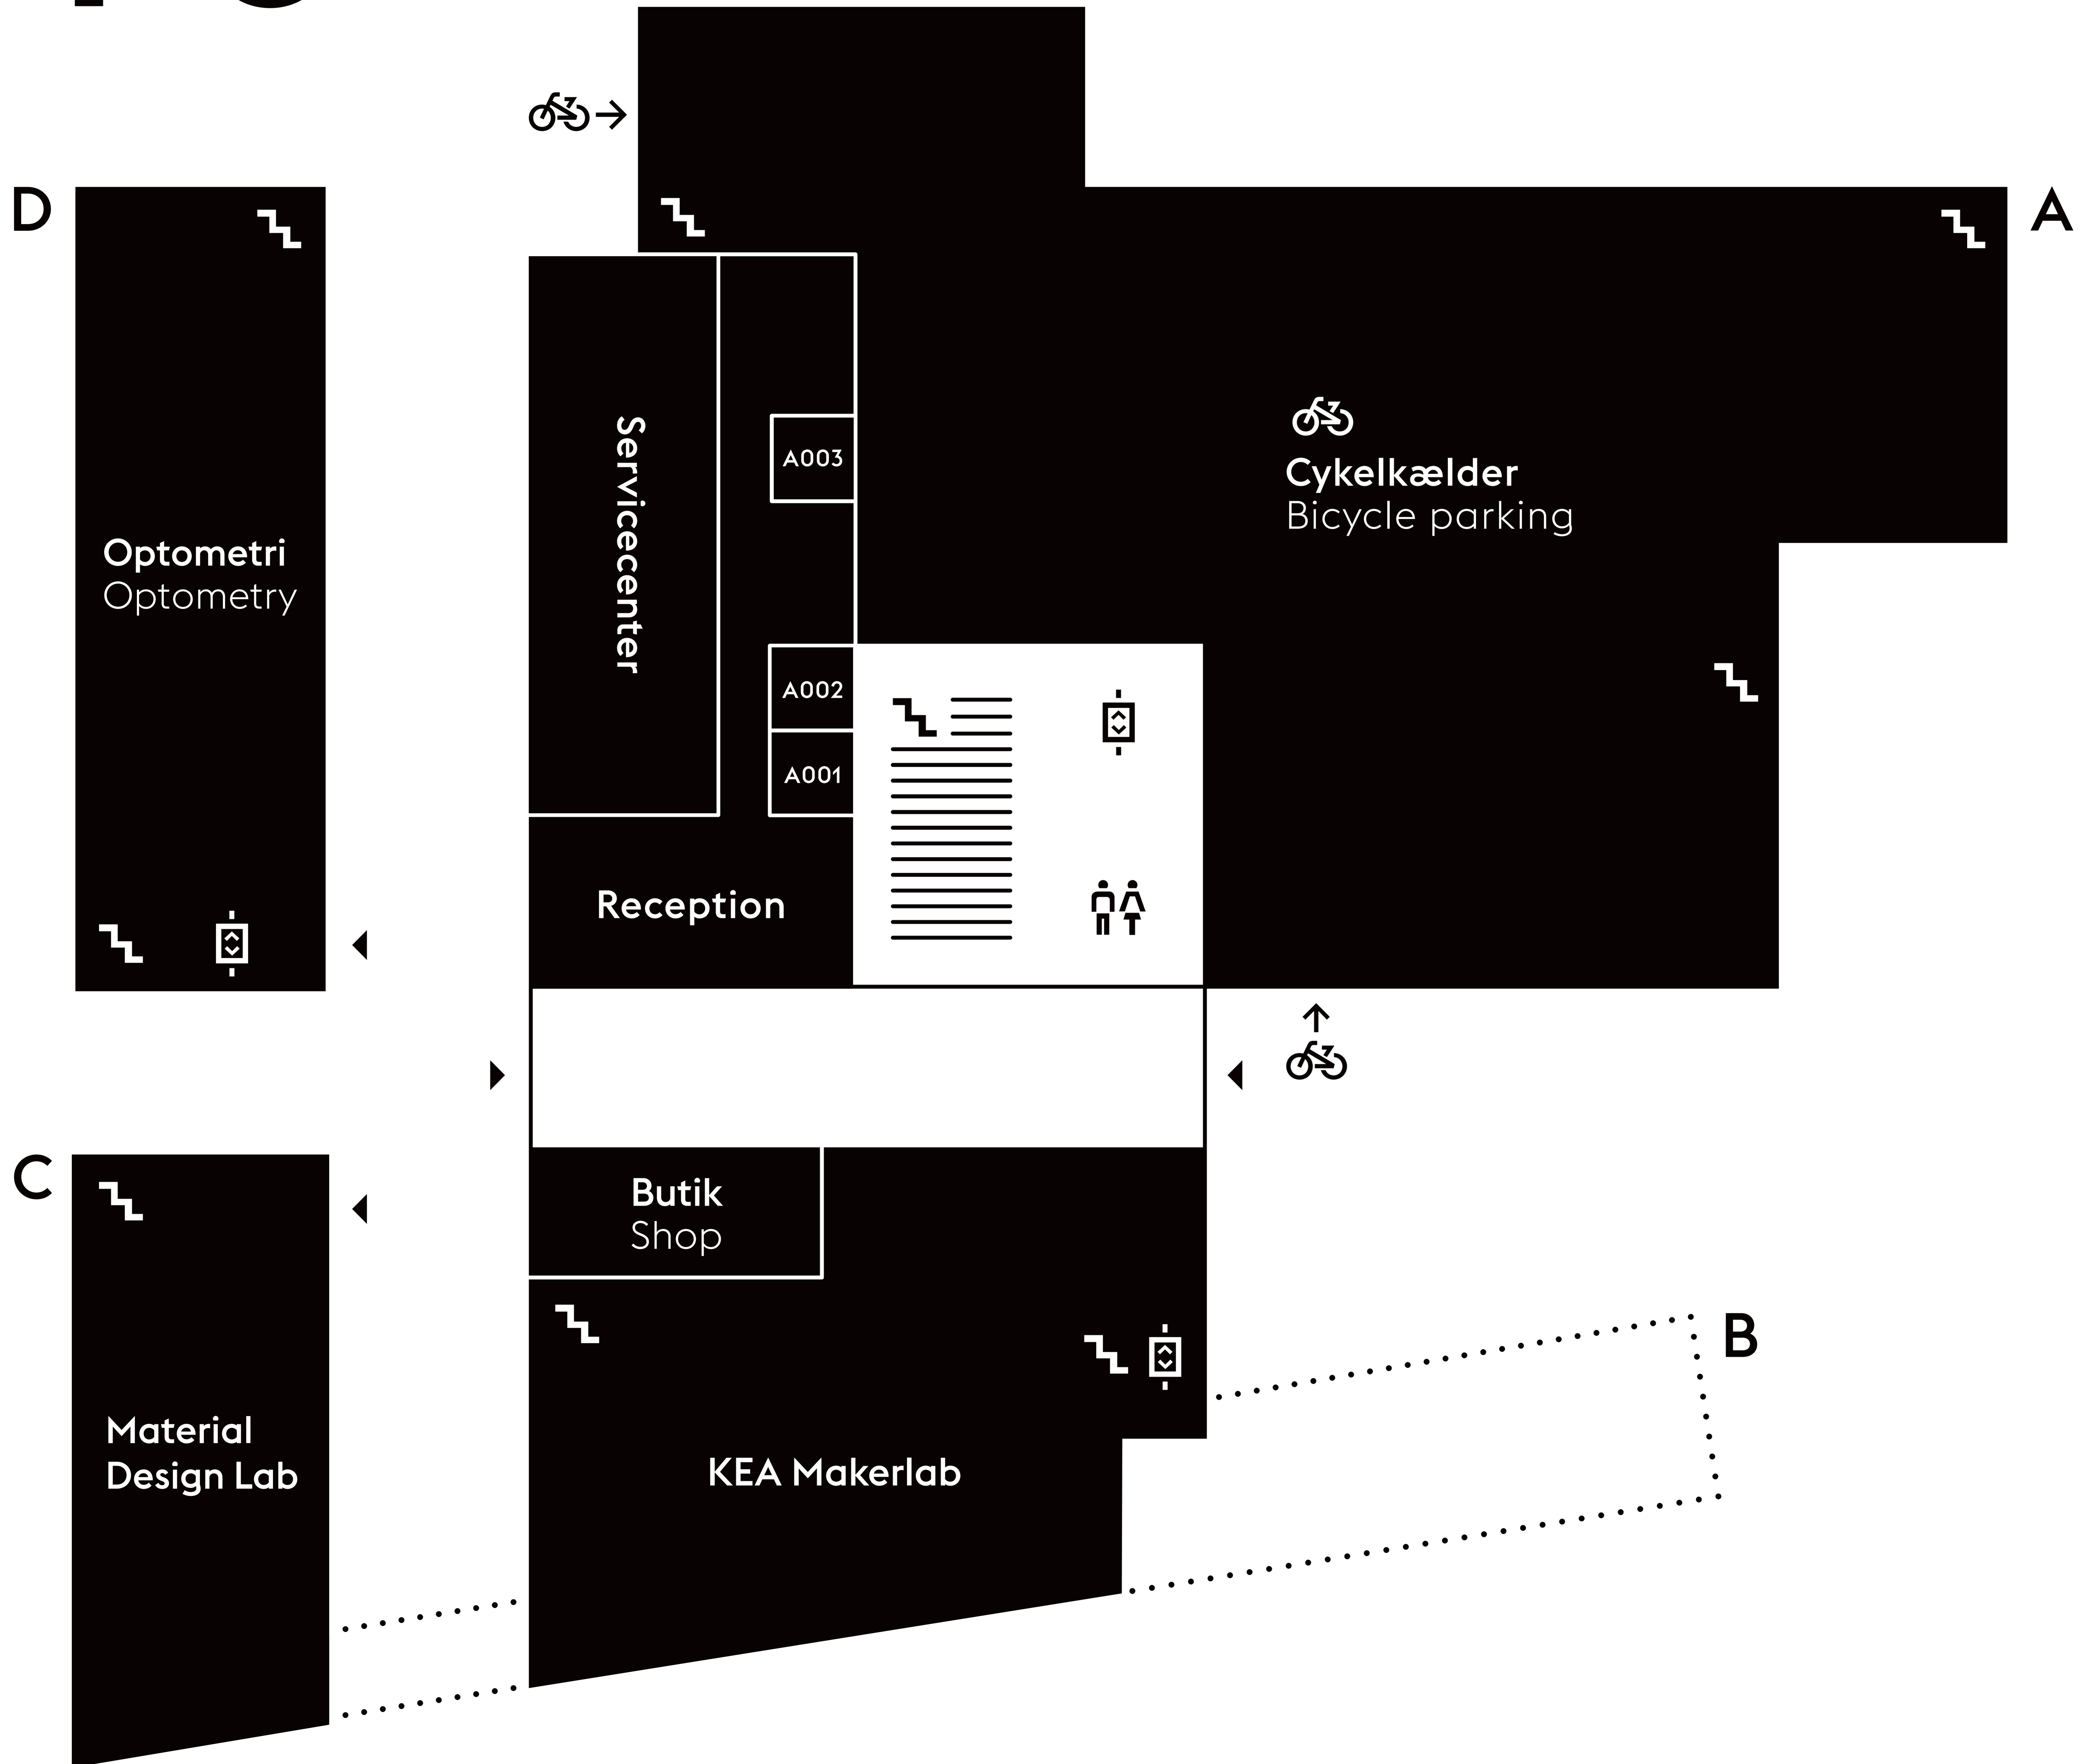 D
A
Servicecenter
A003
Cykelkælder
Bicycle parking
Optometri
Optometry
A002
A001
Reception
C
Butik
Shop
B
Material
Design Lab
KEA Makerlab